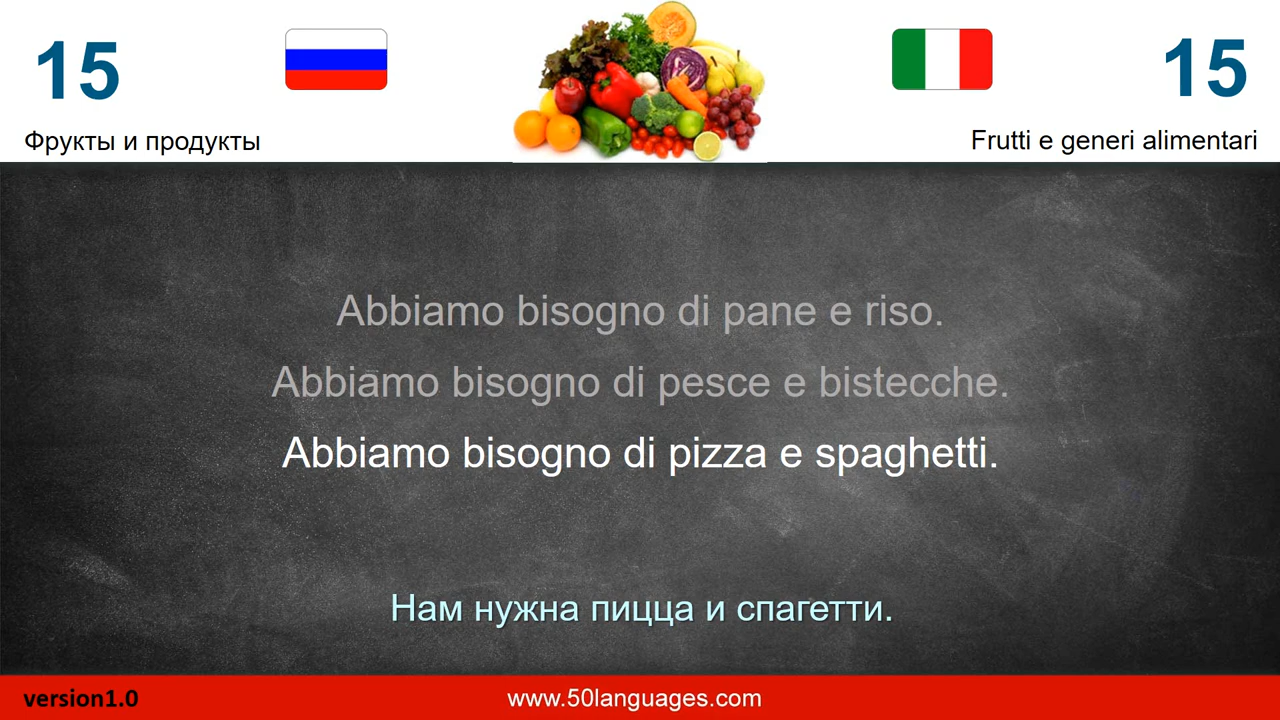 15
15
Фрукты и продукты
Frutti e generi alimentari
Abbiamo bisogno di pane e riso.
Abbiamo bisogno di pesce e bistecche.
Abbiamo bisogno di pizza e spaghetti.
Нам нужна пицца и спагетти.
version1.0
www.50languages.com